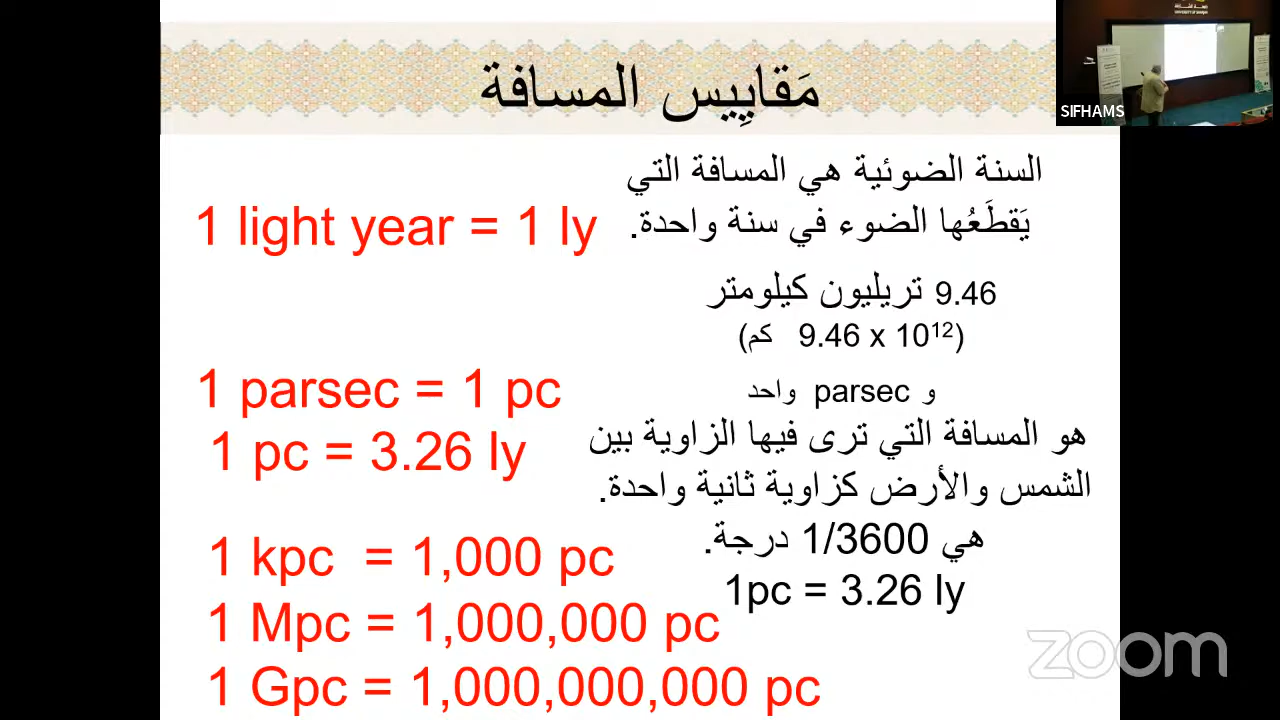 مَقاييِس المسافة
SIFHAMS
السنة الضوئية هي المسافة التي
يَقطَعُها الضوء في سنة واحدة.
1 light year = 1 ly
9.46 تريليون كيلومتر
(9.46 x 10¹² كم)
و parsec واحد
1 parsec = 1 pc
هو المسافة التي ترى فيها الزاوية بين
1 pc = 3.26 ly
الشمس والأرض كزاوية ثانية واحدة.
هي 1/3600 درجة.
1 kpc = 1,000 pc
1pc = 3.26 ly
1 Mpc = 1,000,000 pc
1 Gpc = 1,000,000,000 pc
zoom